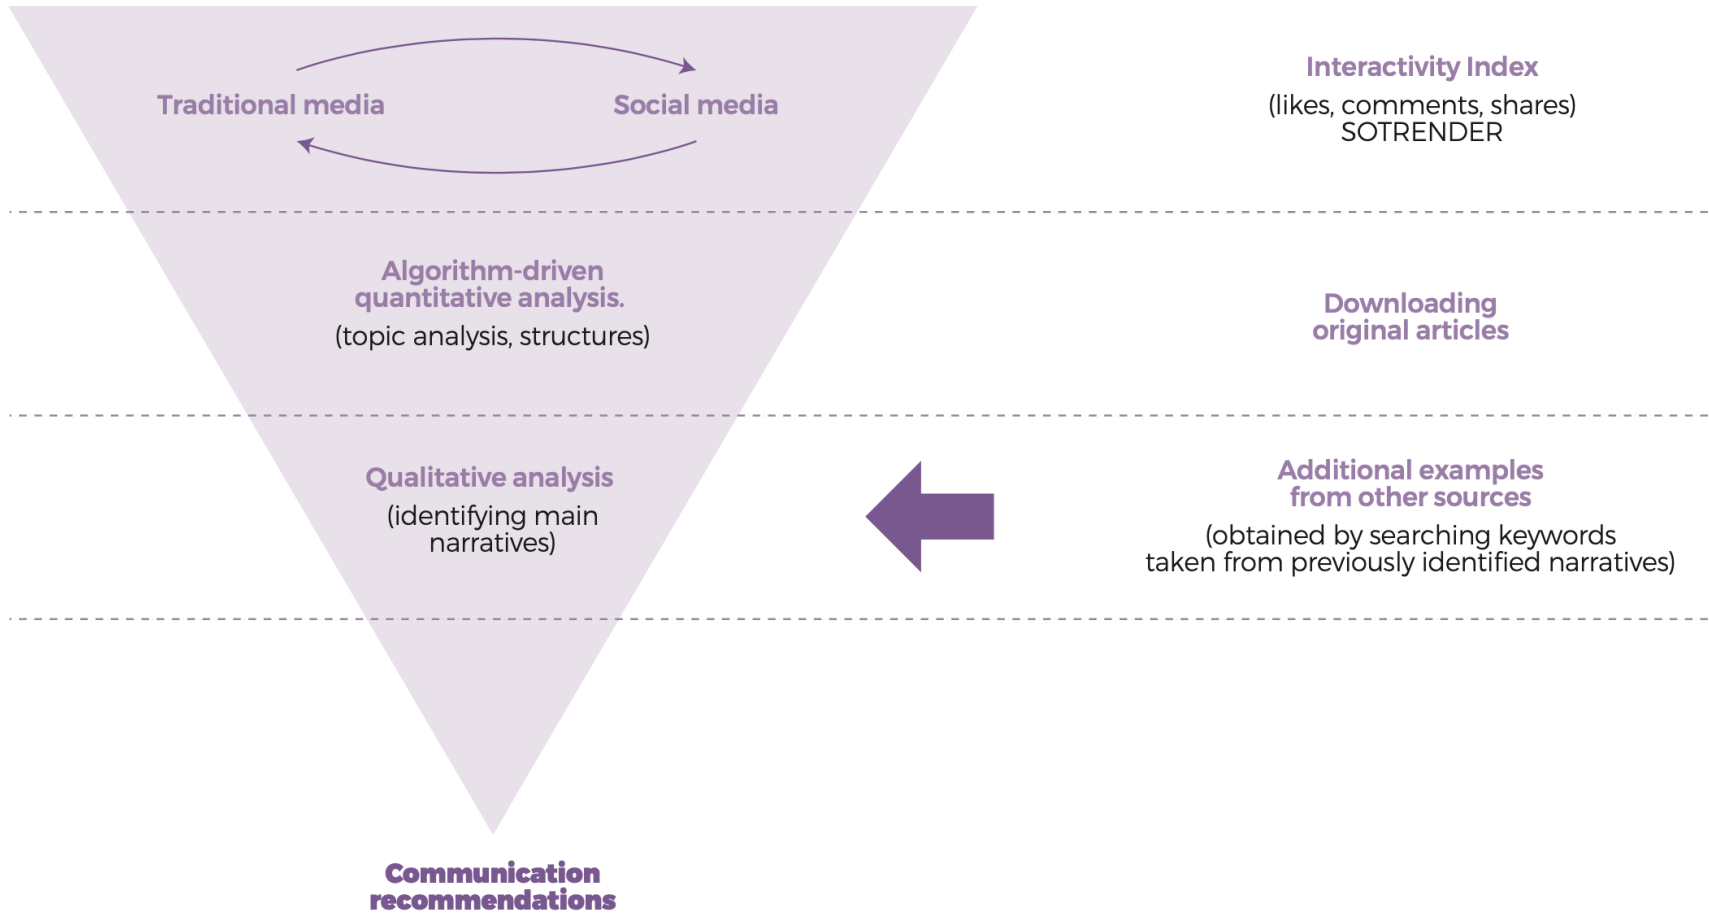 Traditional media
Social media
Interactivity Index
(likes, comments, shares)
SOTRENDER
Algorithm-driven
quantitative analysis.
(topic analysis, structures)
Downloading
original articles
Qualitative analysis
(identifying main
narratives)
Additional examples
from other sources
(obtained by searching keywords
taken from previously identified narratives)
Communication
recommendations